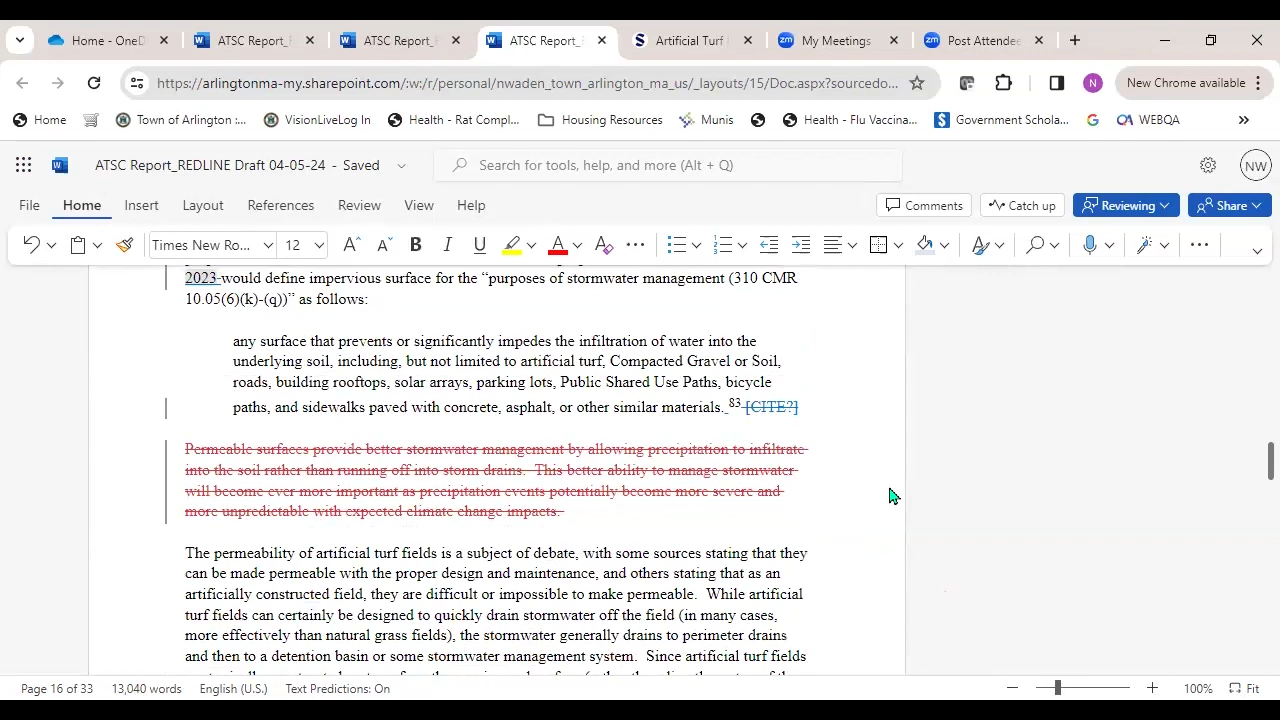 Home - OneD
ATSC Report_F
ATSC Report_F
ATSC Report_
Artificial Turf
My Meetings
Post Attendee
https://arlingtonma-my.sharepoint.com/:w:/r/personal/nwaden_town_arlington_ma_us/_layouts/15/Doc.aspx?sourcedo...
N
New Chrome available
Home
Town of Arlington :...
VisionLiveLog In
Health - Rat Compl...
Housing Resources
Munis
Health - Flu Vaccina...
Government Schola...
WEBQA
ATSC Report_REDLINE Draft 04-05-24 - Saved
Search for tools, help, and more (Alt + Q)
NW
File Home Insert Layout References Review View Help
Comments Catch up Reviewing Share
Times New Ro... 12 A A B I U A
2023 would define impervious surface for the “purposes of stormwater management (310 CMR
10.05(6)(k)-(q))” as follows:
any surface that prevents or significantly impedes the infiltration of water into the
underlying soil, including, but not limited to artificial turf, Compacted Gravel or Soil,
roads, building rooftops, solar arrays, parking lots, Public Shared Use Paths, bicycle
paths, and sidewalks paved with concrete, asphalt, or other similar materials. 83 [CITE?]
Permeable surfaces provide better stormwater management by allowing precipitation to infiltrate
into the soil rather than running off into storm drains. This better ability to manage stormwater
will become ever more important as precipitation events potentially become more severe and
more unpredictable with expected climate change impacts.
The permeability of artificial turf fields is a subject of debate, with some sources stating that they
can be made permeable with the proper design and maintenance, and others stating that as an
artificially constructed field, they are difficult or impossible to make permeable. While artificial
turf fields can certainly be designed to quickly drain stormwater off the field (in many cases,
more effectively than natural grass fields), the stormwater generally drains to perimeter drains
and then to a detention basin or some stormwater management system. Since artificial turf fields
Page 16 of 33 13,040 words English (U.S.) Text Predictions: On
100% Fit